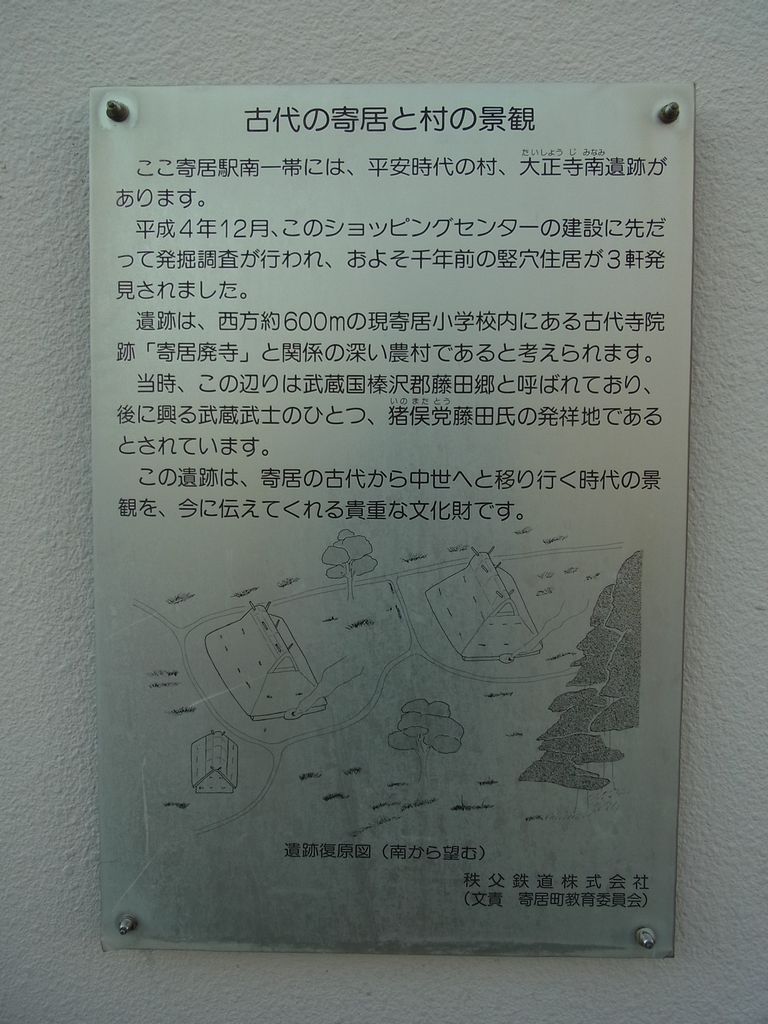 古代の寄居と村の景観
ここ寄居駅南一帯には、平安時代の村、大正寺南遺跡が
たいしょう じ みなみ
あります。
平成4年12月、このショッピングセンターの建設に先だ
って発掘調査が行われ、およそ千年前の竪穴住居が3軒発
見されました。
遺跡は、西方約600mの現寄居小学校内にある古代寺院
跡「寄居廃寺」と関係の深い農村であると考えられます。
当時、この辺りは武蔵国榛沢郡藤田郷と呼ばれており、
後に興る武蔵武士のひとつ、猪俣党藤田氏の発祥地である
いのまたとう
とされています。
この遺跡は、寄居の古代から中世へと移り行く時代の景
観を、今に伝えてくれる貴重な文化財です。
遺跡復原図（南から望む）
秩父鉄道株式会社
（文責 寄居町教育委員会）